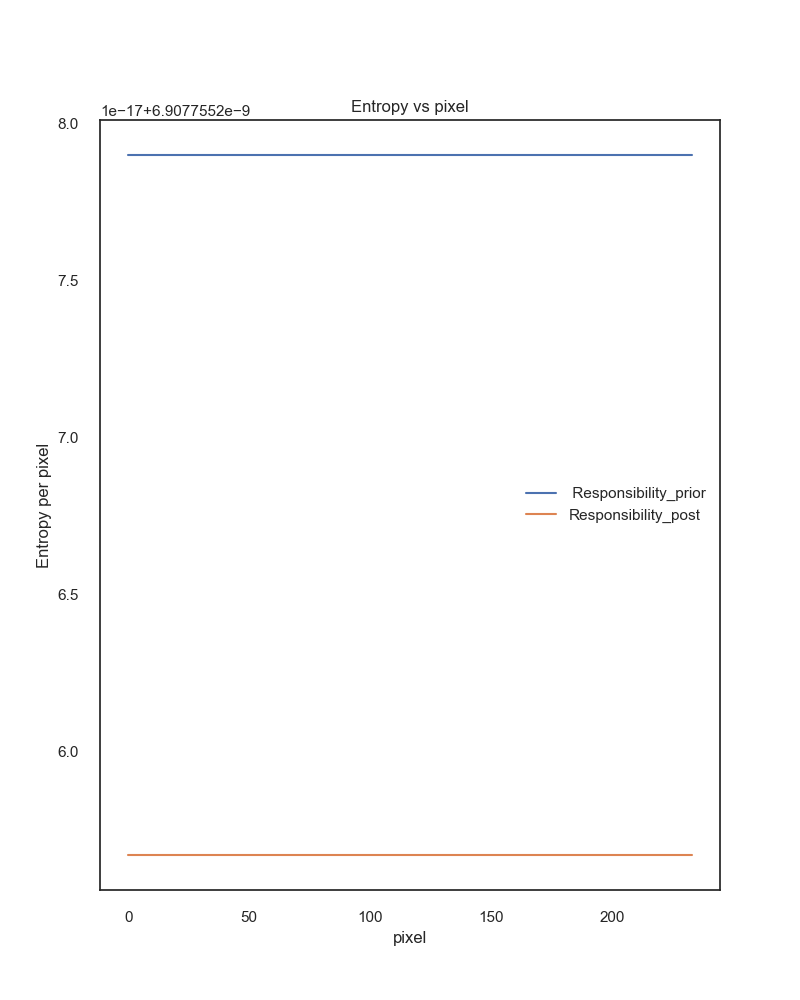 Entropy vs pixel
1e−17+6.9077552e−9
8.0
7.5
7.0
6.5
6.0
Entropy per pixel
Responsibility_prior
Responsibility_post
0 50 100 150 200
pixel